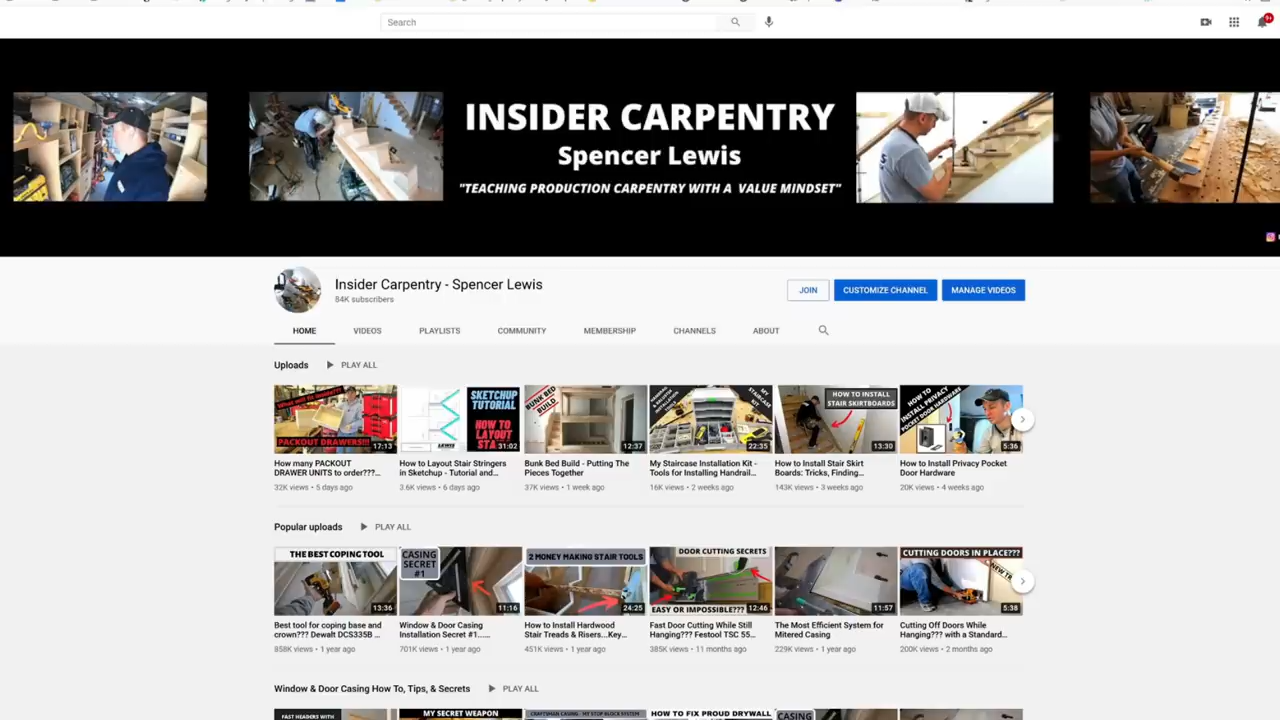 Search
9+
INSIDER CARPENTRY
Spencer Lewis
"TEACHING PRODUCTION CARPENTRY WITH A VALUE MINDSET"
Insider Carpentry - Spencer Lewis
84K subscribers
JOIN
CUSTOMIZE CHANNEL
MANAGE VIDEOS
HOME
VIDEOS
PLAYLISTS
COMMUNITY
MEMBERSHIP
CHANNELS
ABOUT
Uploads
PLAY ALL
PACKOUT DRAWERS!!!
17:13
SKETCHUP
TUTORIAL
HOW TO
LAYOUT
LEWIS
31:02
BUNK BED
BUILD
12:37
MY
STAIRCASE
22:35
HOW TO INSTALL
STAIR SKIRTBOARDS
13:30
HOW TO
INSTALL PRIVACY
POCKET DOOR HARDWARE
5:36
How many PACKOUT
DRAWER UNITS to order???...
32K views • 5 days ago
How to Layout Stair Stringers
in Sketchup - Tutorial and...
3.6K views • 6 days ago
Bunk Bed Build - Putting The
Pieces Together
37K views • 1 week ago
My Staircase Installation Kit -
Tools for Installing Handrail...
16K views • 2 weeks ago
How to Install Stair Skirt
Boards: Tricks, Finding...
143K views • 3 weeks ago
How to Install Privacy Pocket
Door Hardware
20K views • 4 weeks ago
Popular uploads
PLAY ALL
THE BEST COPING TOOL
13:36
CASING
SECRET
#1
11:16
2 MONEY MAKING STAIR TOOLS
24:25
DOOR CUTTING SECRETS
EASY OR IMPOSSIBLE???
12:46
11:57
CUTTING DOORS IN PLACE???
5:38
Best tool for coping base and
crown??? Dewalt DCS335B ...
858K views • 1 year ago
Window & Door Casing
Installation Secret #1......
701K views • 1 year ago
How to Install Hardwood
Stair Treads & Risers...Key...
451K views • 1 year ago
Fast Door Cutting While Still
Hanging??? Festool TSC 55...
385K views • 11 months ago
The Most Efficient System for
Mitered Casing
229K views • 1 year ago
Cutting Off Doors While
Hanging??? with a Standard...
200K views • 2 months ago
Window & Door Casing How To, Tips, & Secrets
PLAY ALL
FAST HEADERS WITH
MY SECRET WEAPON
CRAFTSMAN CASING - MY STOP BLOCK SYSTEM
HOW TO FIX PROUD DRYWALL
CASING